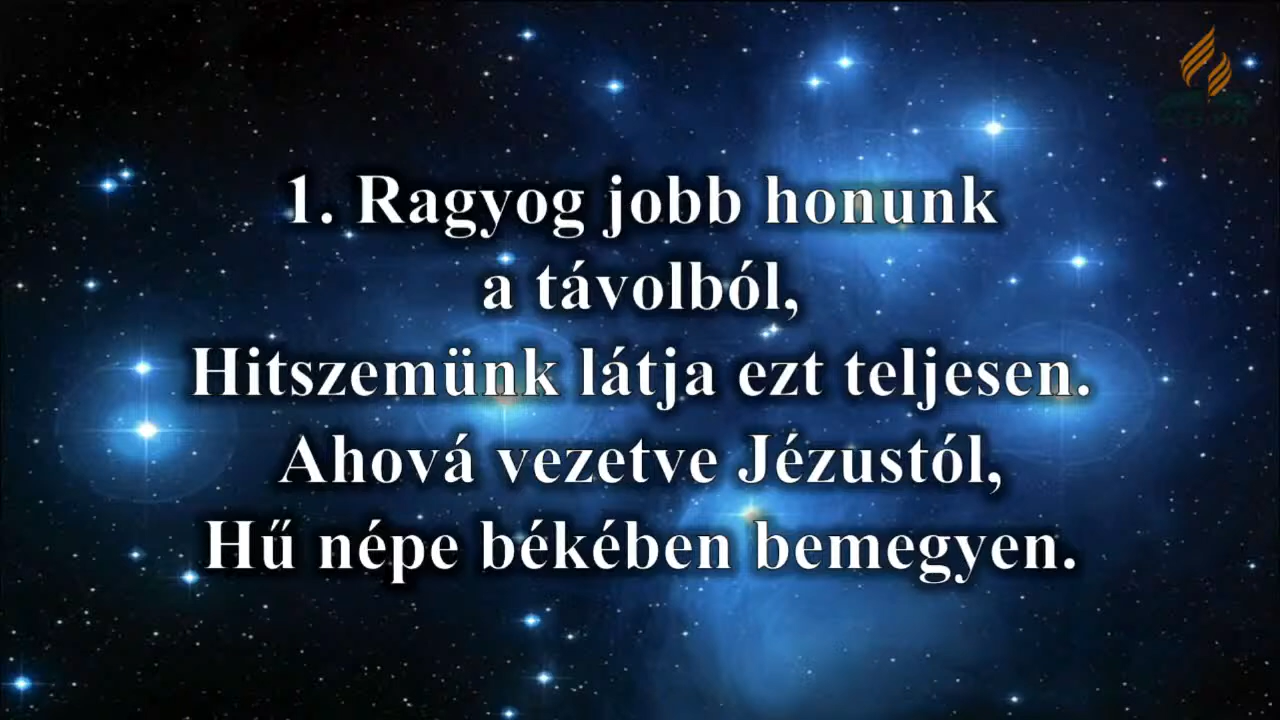 1. Ragyog jobb honunk
a távolból,
Hitszemünk látja ezt teljesen.
Ahová vezetve Jézustól,
Hű népe békében bemegyen.